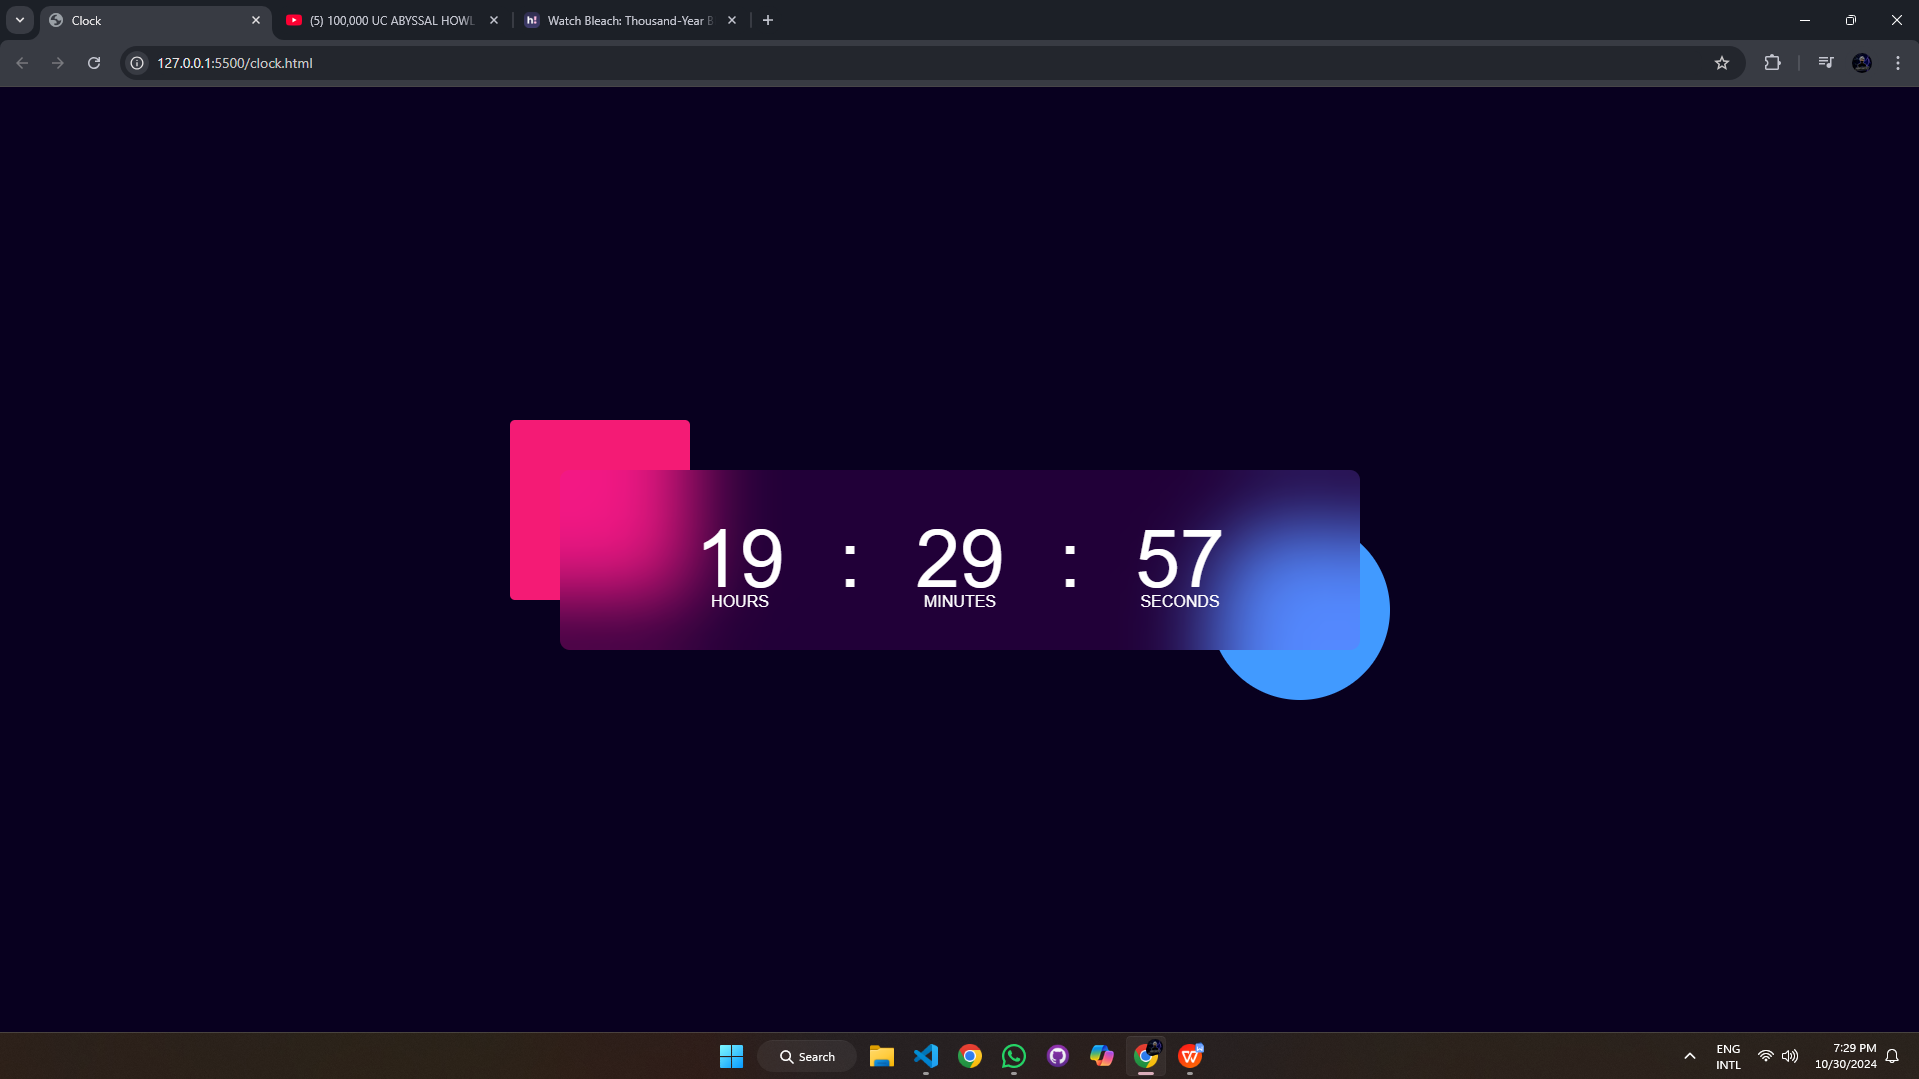 Clock
(5) 100,000 UC ABYSSAL HOWL
h! Watch Bleach: Thousand-Year B
127.0.0.1:5500/clock.html
19 : 29 : 57
HOURS MINUTES SECONDS
Search
ENG
INTL
7:29 PM
10/30/2024